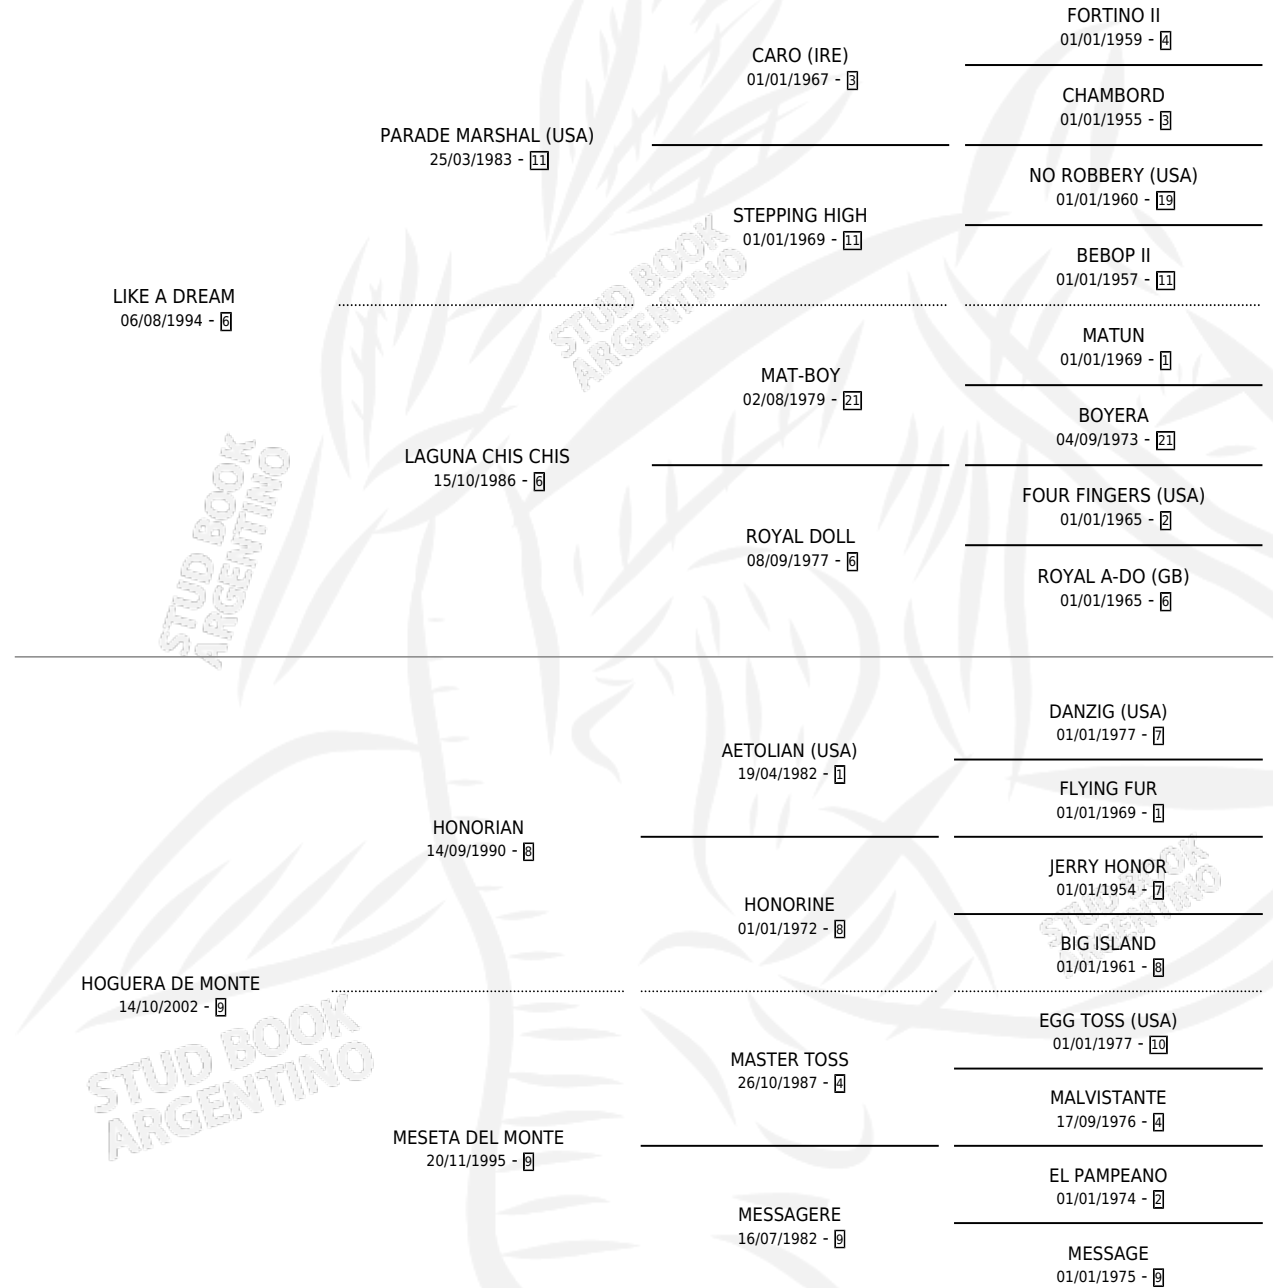 FORTINO II
01/01/1959 - 4
CARO (IRE)
01/01/1967 - 3
CHAMBORD
01/01/1955 - 3
PARADE MARSHAL (USA)
25/03/1983 - 11
NO ROBBERY (USA)
01/01/1960 - 19
STEPPING HIGH
01/01/1969 - 11
BEBOP II
01/01/1957 - 11
LIKE A DREAM
06/08/1994 - 6
STUD BOOK
ARGENTINO
MATUN
01/01/1969 - 1
MAT-BOY
02/08/1979 - 21
BOYERA
04/09/1973 - 21
LAGUNA CHIS CHIS
15/10/1986 - 6
FOUR FINGERS (USA)
01/01/1965 - 2
ROYAL DOLL
08/09/1977 - 6
ROYAL A-DO (GB)
01/01/1965 - 6
STUD BOOK
ARGENTINO
DANZIG (USA)
01/01/1977 - 7
AETOLIAN (USA)
19/04/1982 - 1
FLYING FUR
01/01/1969 - 1
HONORIAN
14/09/1990 - 8
JERRY HONOR
01/01/1954 - 7
HONORINE
01/01/1972 - 8
BIG ISLAND
01/01/1961 - 8
STUD BOOK
ARGENTINO
HOGUERA DE MONTE
14/10/2002 - 9
EGG TOSS (USA)
01/01/1977 - 10
MASTER TOSS
26/10/1987 - 4
MALVISTANTE
17/09/1976 - 4
STUD BOOK
ARGENTINO
MESETA DEL MONTE
20/11/1995 - 9
EL PAMPEANO
01/01/1974 - 2
MESSAGERE
16/07/1982 - 9
MESSAGE
01/01/1975 - 9